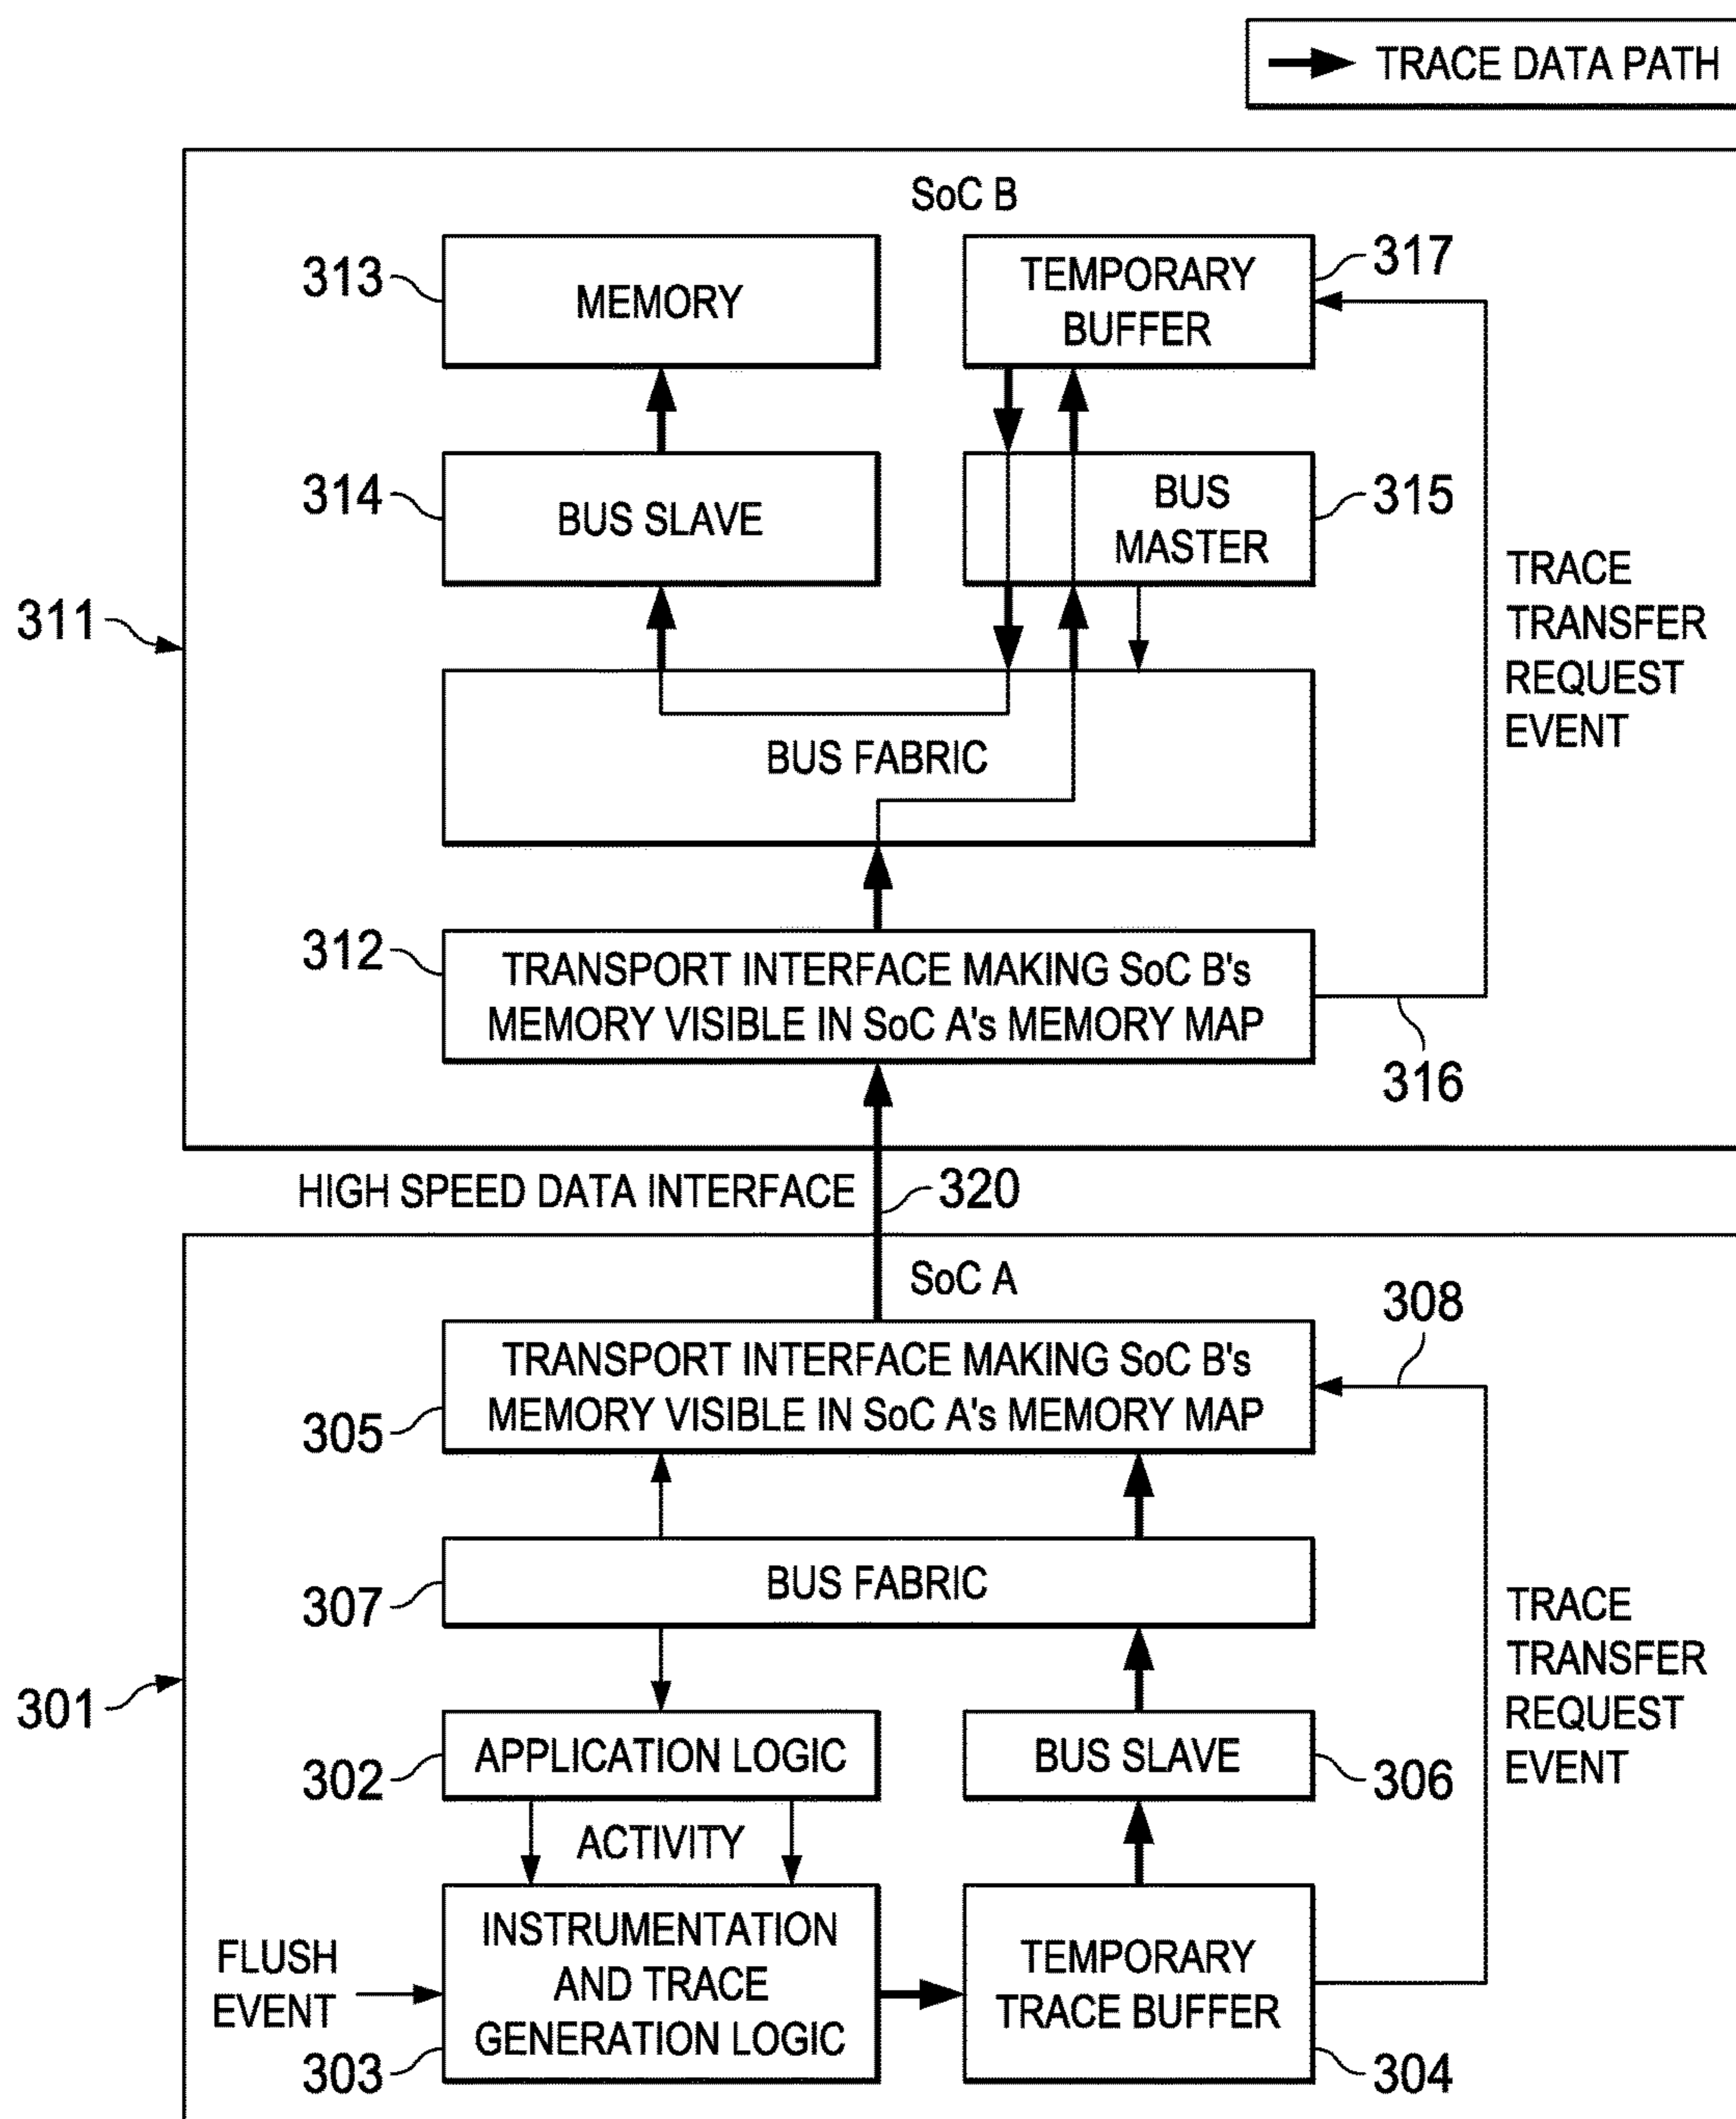 TRACE DATA PATH
SoC B
313
MEMORY
TEMPORARY
BUFFER
317
314
BUS SLAVE
BUS
MASTER
315
TRACE
TRANSFER
REQUEST
EVENT
311
BUS FABRIC
312
TRANSPORT INTERFACE MAKING SoC B's
MEMORY VISIBLE IN SoC A's MEMORY MAP
316
HIGH SPEED DATA INTERFACE
320
SoC A
308
TRANSPORT INTERFACE MAKING SoC B's
MEMORY VISIBLE IN SoC A's MEMORY MAP
305
BUS FABRIC
307
TRACE
TRANSFER
REQUEST
EVENT
301
302
APPLICATION LOGIC
BUS SLAVE
306
ACTIVITY
FLUSH
EVENT
INSTRUMENTATION
AND TRACE
GENERATION LOGIC
303
TEMPORARY
TRACE BUFFER
304